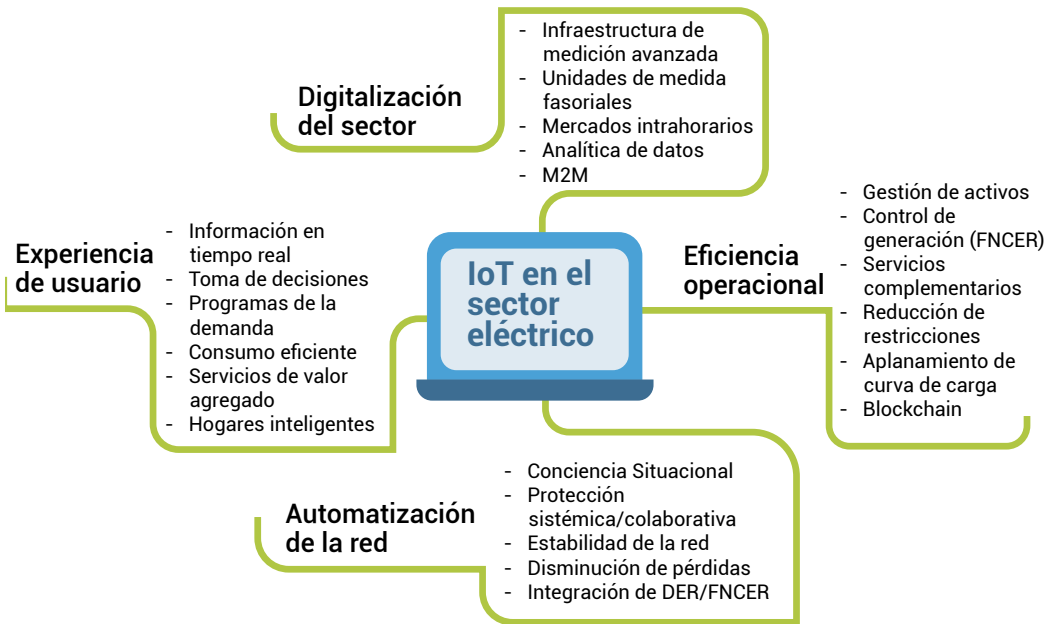 Digitalización
del sector
- Infraestructura de
medición avanzada
- Unidades de medida
fasoriales
- Mercados intrahorarios
- Analítica de datos
- M2M
Experiencia
de usuario
- Información en
tiempo real
- Toma de decisiones
- Programas de la
demanda
- Consumo eficiente
- Servicios de valor
agregado
- Hogares inteligentes
IoT en el
sector
eléctrico
Eficiencia
operacional
- Gestión de activos
- Control de
generación (FNCER)
- Servicios
complementarios
- Reducción de
restricciones
- Aplanamiento de
curva de carga
- Blockchain
Automatización
de la red
- Conciencia Situacional
- Protección
sistémica/colaborativa
- Estabilidad de la red
- Disminución de pérdidas
- Integración de DER/FNCER